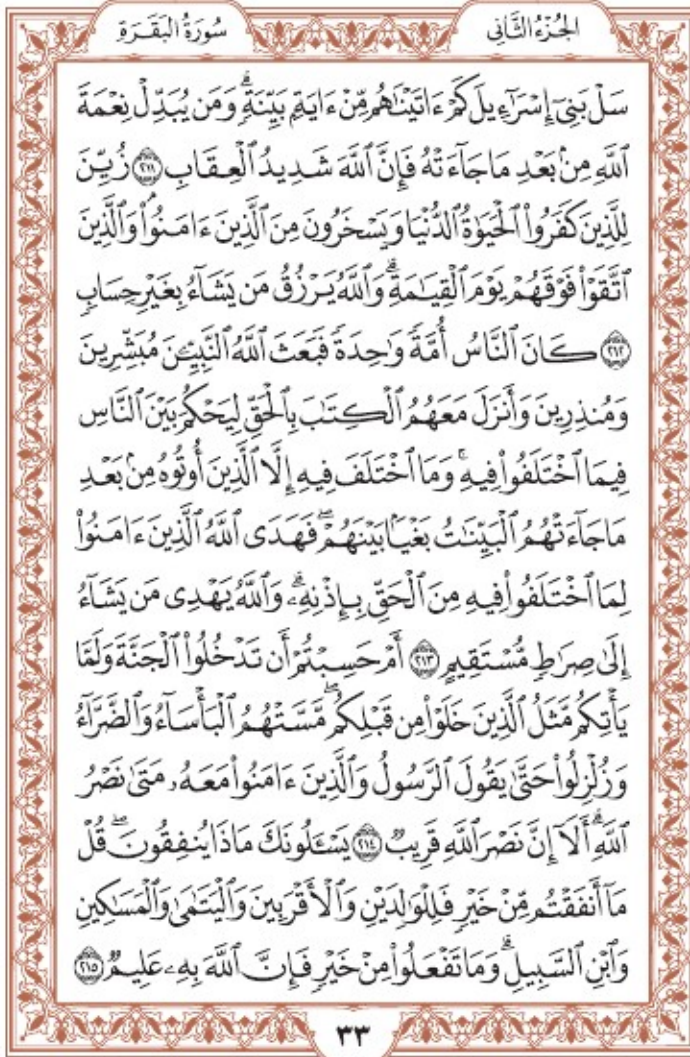 الجُزْءُ الثَّانِي
سُورَةُ البَقَرَةِ
سَلۡ بَنِيٓ إِسۡرَٰٓءِيلَ كَمۡ ءَاتَيۡنَٰهُم مِّنۡ ءَايَةِۭ بَيِّنَةٖۗ وَمَن يُبَدِّلۡ نِعۡمَةَ
ٱللَّهِ مِنۢ بَعۡدِ مَا جَآءَتۡهُ فَإِنَّ ٱللَّهَ شَدِيدُ ٱلۡعِقَابِ ٢١١ زُيِّنَ
لِلَّذِينَ كَفَرُواْ ٱلۡحَيَوٰةُ ٱلدُّنۡيَا وَيَسۡخَرُونَ مِنَ ٱلَّذِينَ ءَامَنُواْۘ وَٱلَّذِينَ
ٱتَّقَوۡاْ فَوۡقَهُمۡ يَوۡمَ ٱلۡقِيَٰمَةِۗ وَٱللَّهُ يَرۡزُقُ مَن يَشَآءُ بِغَيۡرِ حِسَابٖ
٢١٢ كَانَ ٱلنَّاسُ أُمَّةٗ وَٰحِدَةٗ فَبَعَثَ ٱللَّهُ ٱلنَّبِيِّـۧنَ مُبَشِّرِينَ
وَمُنذِرِينَ وَأَنزَلَ مَعَهُمُ ٱلۡكِتَٰبَ بِٱلۡحَقِّ لِيَحۡكُمَ بَيۡنَ ٱلنَّاسِ
فِيمَا ٱخۡتَلَفُواْ فِيهِۚ وَمَا ٱخۡتَلَفَ فِيهِ إِلَّا ٱلَّذِينَ أُوتُوهُ مِنۢ بَعۡدِ
مَا جَآءَتۡهُمُ ٱلۡبَيِّنَٰتُ بَغۡيَۢا بَيۡنَهُمۡۖ فَهَدَى ٱللَّهُ ٱلَّذِينَ ءَامَنُواْ
لِمَا ٱخۡتَلَفُواْ فِيهِ مِنَ ٱلۡحَقِّ بِإِذۡنِهِۦۗ وَٱللَّهُ يَهۡدِي مَن يَشَآءُ
إِلَىٰ صِرَٰطٖ مُّسۡتَقِيمٍ ٢١٣ أَمۡ حَسِبۡتُمۡ أَن تَدۡخُلُواْ ٱلۡجَنَّةَ وَلَمَّا
يَأۡتِكُم مَّثَلُ ٱلَّذِينَ خَلَوۡاْ مِن قَبۡلِكُمۖ مَّسَّتۡهُمُ ٱلۡبَأۡسَآءُ وَٱلضَّرَّآءُ
وَزُلۡزِلُواْ حَتَّىٰ يَقُولَ ٱلرَّسُولُ وَٱلَّذِينَ ءَامَنُواْ مَعَهُۥ مَتَىٰ نَصۡرُ
ٱللَّهِۗ أَلَآ إِنَّ نَصۡرَ ٱللَّهِ قَرِيبٞ ٢١٤ يَسۡـَٔلُونَكَ مَاذَا يُنفِقُونَۖ قُلۡ
مَآ أَنفَقۡتُم مِّنۡ خَيۡرٖ فَلِلۡوَٰلِدَيۡنِ وَٱلۡأَقۡرَبِينَ وَٱلۡيَتَٰمَىٰ وَٱلۡمَسَٰكِينِ
وَٱبۡنِ ٱلسَّبِيلِۗ وَمَا تَفۡعَلُواْ مِنۡ خَيۡرٖ فَإِنَّ ٱللَّهَ بِهِۦ عَلِيمٞ ٢١٥
٣٣